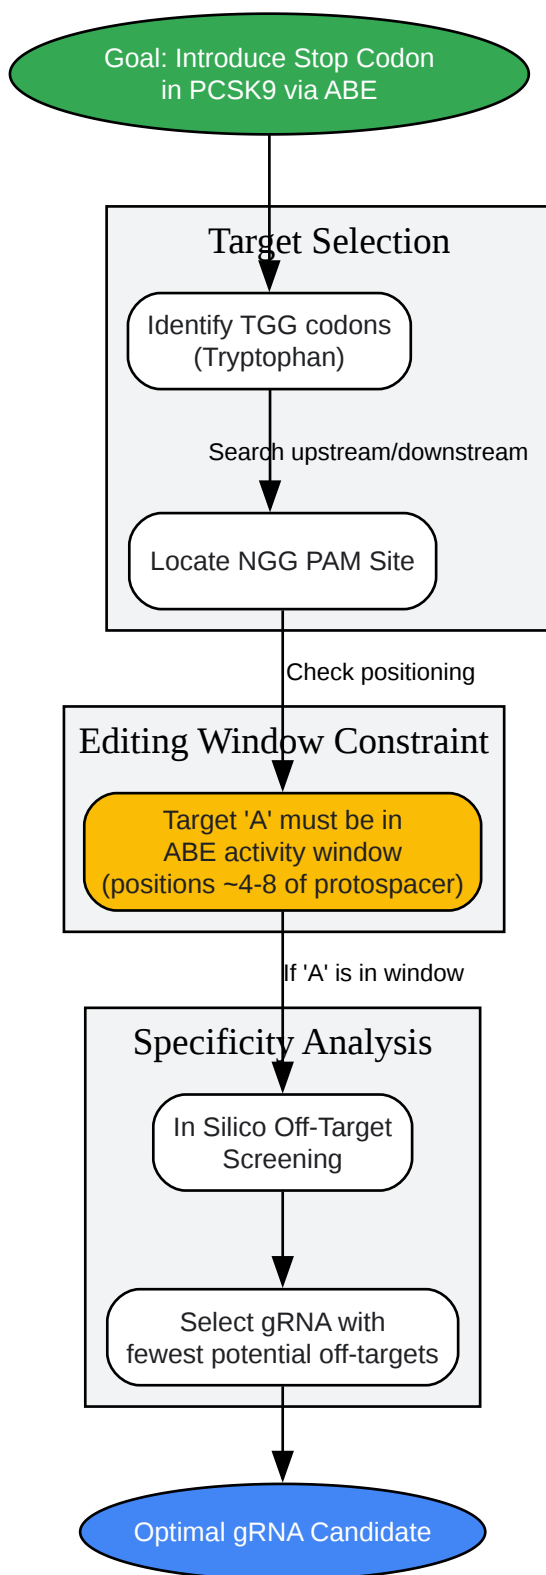 Goal: Introduce Stop Codon
in PCSK9 via ABE
Target Selection
Identify TGG codons
(Tryptophan)
Search upstream/downstream
Locate NGG PAM Site
Check positioning
Editing Window Constraint
Target 'A' must be in
ABE activity window
(positions ~4-8 of protospacer)
If 'A' is in window
Specificity Analysis
In Silico Off-Target
Screening
Select gRNA with
fewest potential off-targets
Optimal gRNA Candidate